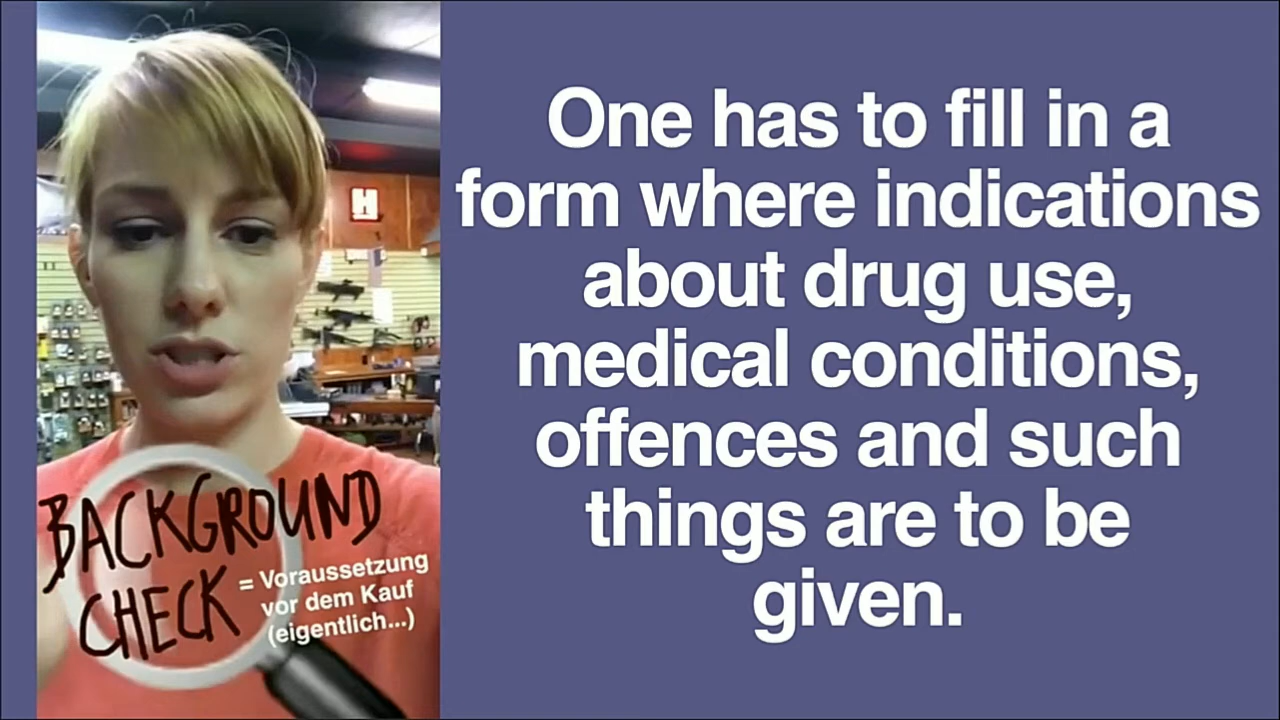 H
BACKGROUND
CHECK
= Voraussetzung
vor dem Kauf
(eigentlich...)
One has to fill in a
form where indications
about drug use,
medical conditions,
offences and such
things are to be
given.